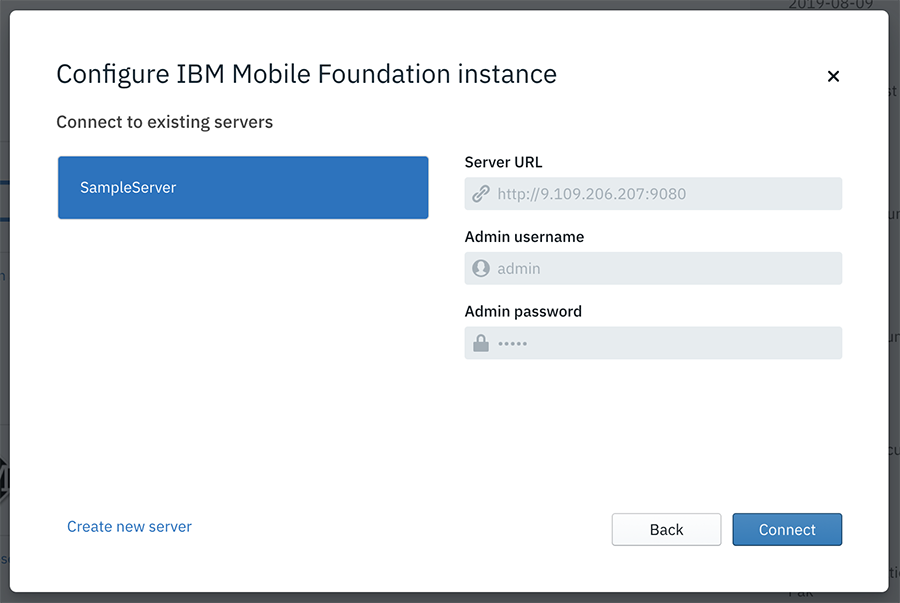 2019-08-09
Configure IBM Mobile Foundation instance
Connect to existing servers
SampleServer
Server URL
http://9.109.206.207:9080
Admin username
admin
Admin password
•••••
Create new server
Back
Connect